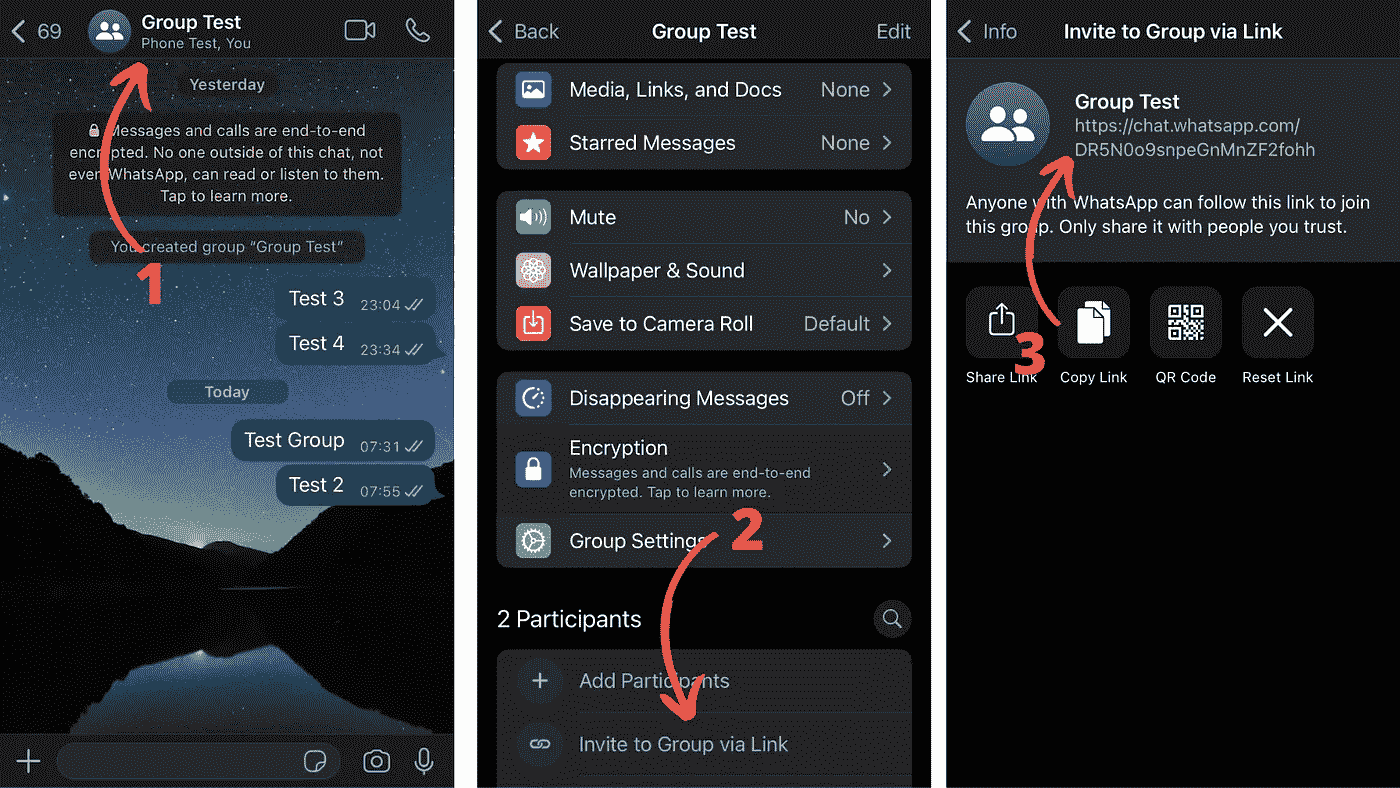 69
Group Test
Phone Test, You
Yesterday
Messages and calls are end-to-end
encrypted. No one outside of this chat, not
even WhatsApp, can read or listen to them.
Tap to learn more.
You created group “Group Test”
1
Test 3 23:04
Test 4 23:34
Today
Test Group 07:31
Test 2 07:55
Back
Group Test
Edit
Media, Links, and Docs None
Starred Messages None
Mute No
Wallpaper & Sound
Save to Camera Roll Default
Disappearing Messages Off
Encryption
Messages and calls are end-to-end
encrypted. Tap to learn more.
2
Group Settings
2 Participants
Add Participants
Invite to Group via Link
Info
Invite to Group via Link
Group Test
https://chat.whatsapp.com/
DR5N0o9snpeGnMnZF2fohh
Anyone with WhatsApp can follow this link to join
this group. Only share it with people you trust.
3
Share Link
Copy Link
QR Code
Reset Link